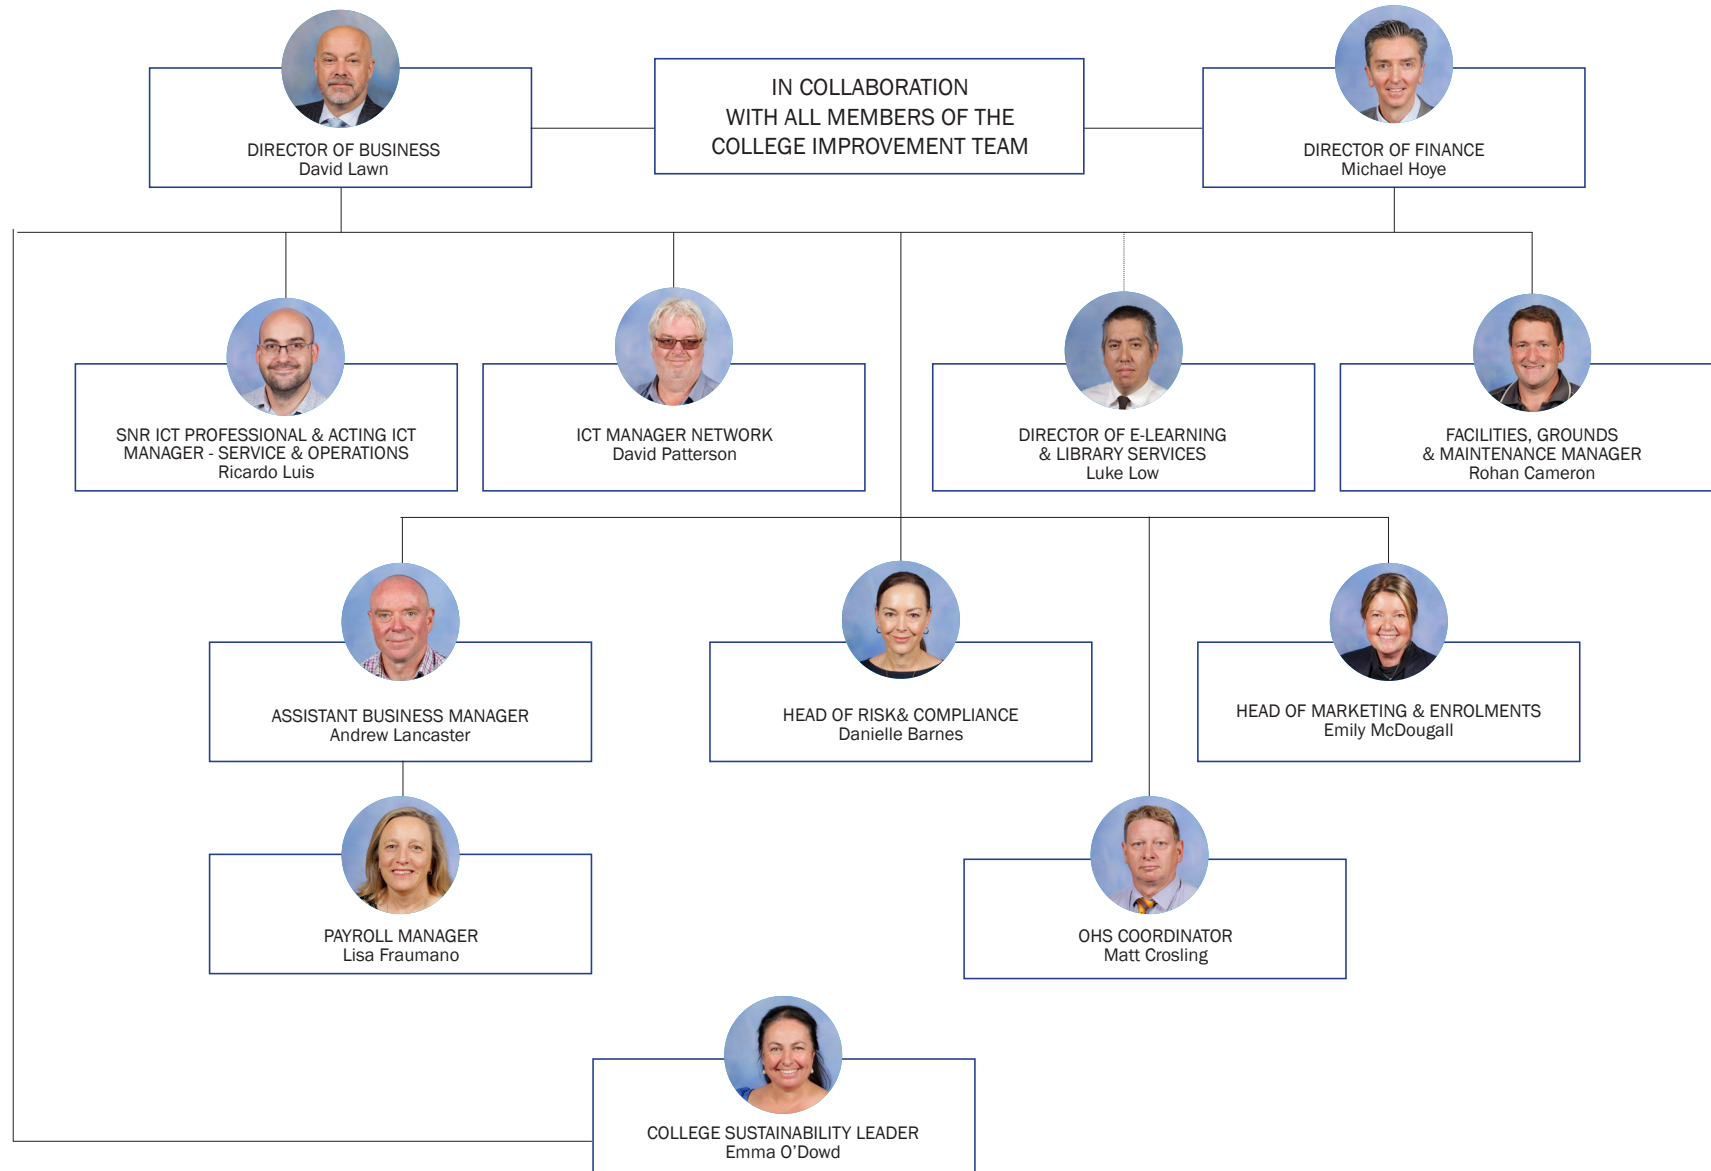 IN COLLABORATION
WITH ALL MEMBERS OF THE
COLLEGE IMPROVEMENT TEAM
DIRECTOR OF BUSINESS
David Lawn
DIRECTOR OF FINANCE
Michael Hoye
SNR ICT PROFESSIONAL & ACTING ICT
MANAGER - SERVICE & OPERATIONS
Ricardo Luis
ICT MANAGER NETWORK
David Patterson
DIRECTOR OF E-LEARNING
& LIBRARY SERVICES
Luke Low
FACILITIES, GROUNDS
& MAINTENANCE MANAGER
Rohan Cameron
ASSISTANT BUSINESS MANAGER
Andrew Lancaster
HEAD OF RISK& COMPLIANCE
Danielle Barnes
HEAD OF MARKETING & ENROLMENTS
Emily McDougall
PAYROLL MANAGER
Lisa Fraumano
OHS COORDINATOR
Matt Crosling
COLLEGE SUSTAINABILITY LEADER
Emma O’Dowd